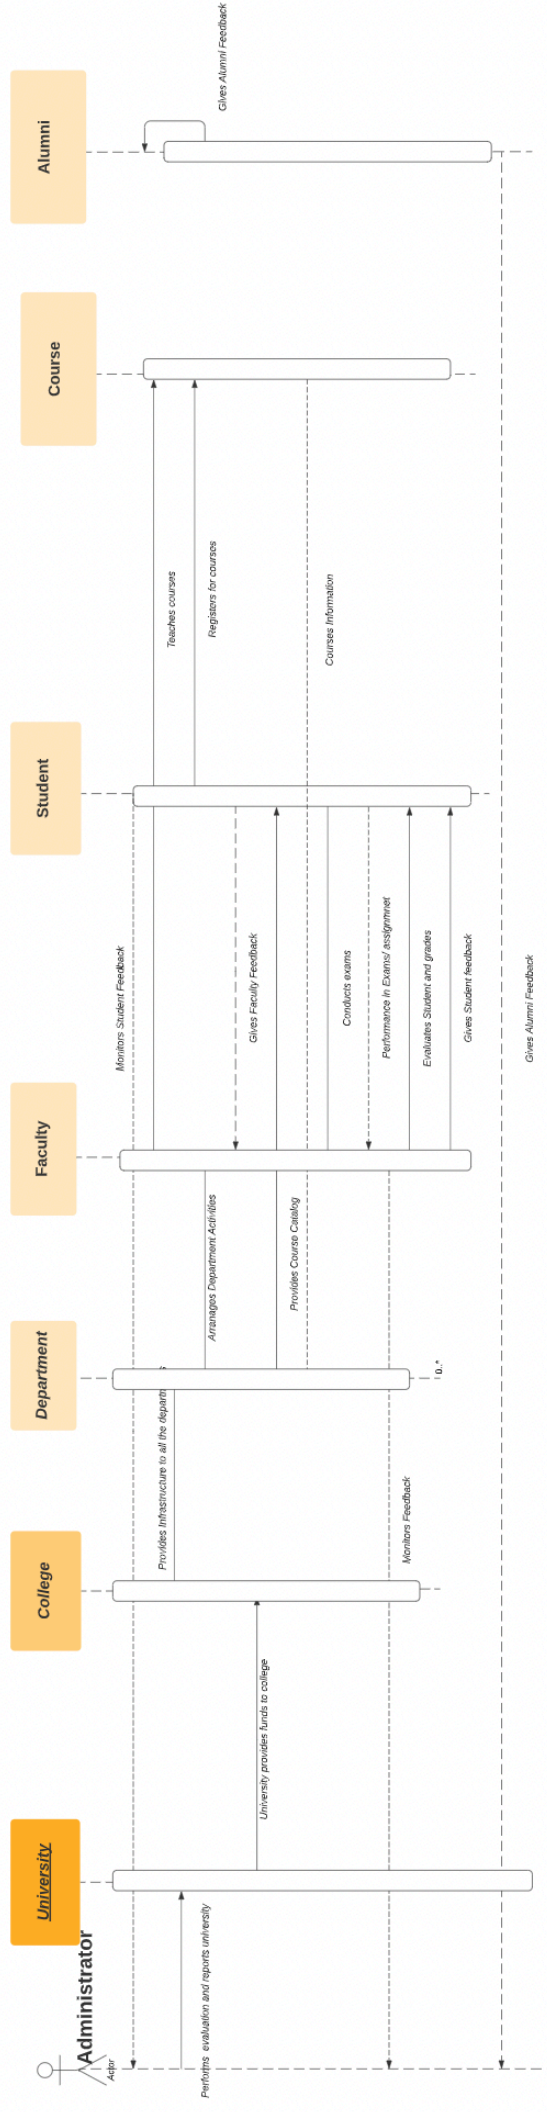 Administrator
Actor
University
College
Department
Faculty
Student
Course
Alumni
Gives Alumni Feedback
Monitors Student Feedback
Teaches courses
Performs evaluation and reports university
Provides Infrastructure to all the departm s
Arranages Department Activities
Registers for courses
Gives Faculty Feedback
University provides funds to college
Provides Course Catalog
Courses Information
Conducts exams
Performance in Exams/ assignmnet
Monitors Feedback
Evaluates Student and grades
0..*
Gives Student feedback
Gives Alumni Feedback